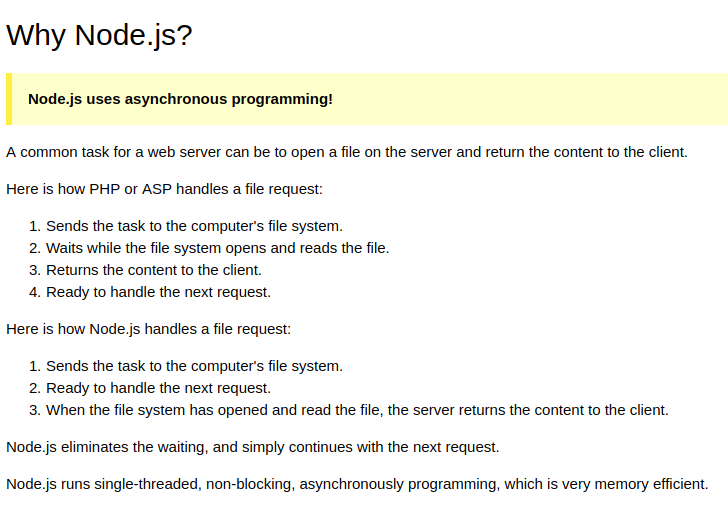 Why Node.js?
Node.js uses asynchronous programming!
A common task for a web server can be to open a file on the server and return the content to the client.
Here is how PHP or ASP handles a file request:
1. Sends the task to the computer's file system.
2. Waits while the file system opens and reads the file.
3. Returns the content to the client.
4. Ready to handle the next request.
Here is how Node.js handles a file request:
1. Sends the task to the computer's file system.
2. Ready to handle the next request.
3. When the file system has opened and read the file, the server returns the content to the client.
Node.js eliminates the waiting, and simply continues with the next request.
Node.js runs single-threaded, non-blocking, asynchronously programming, which is very memory efficient.